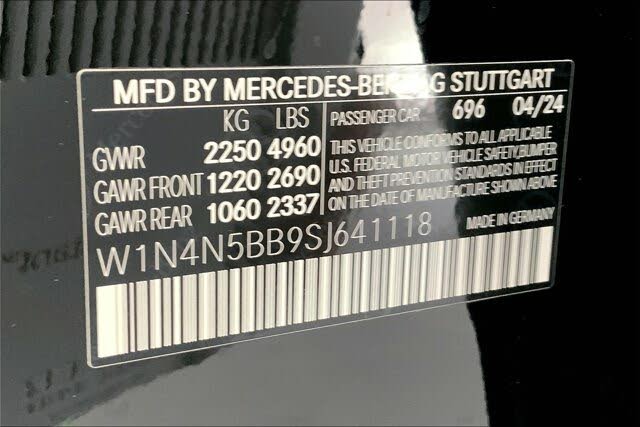 MFD BY MERCEDES-BENZ AG STUTTGART
KG LBS
GVWR 2250 4960
GAWR FRONT 1220 2690
GAWR REAR 1060 2337
PASSENGER CAR 696 04/24
THIS VEHICLE CONFORMS TO ALL APPLICABLE
U.S. FEDERAL MOTOR VEHICLE SAFETY, BUMPER
AND THEFT PREVENTION STANDARDS IN EFFECT
ON THE DATE OF MANUFACTURE SHOWN ABOVE
W1N4N5BB9SJ641118
MADE IN GERMANY